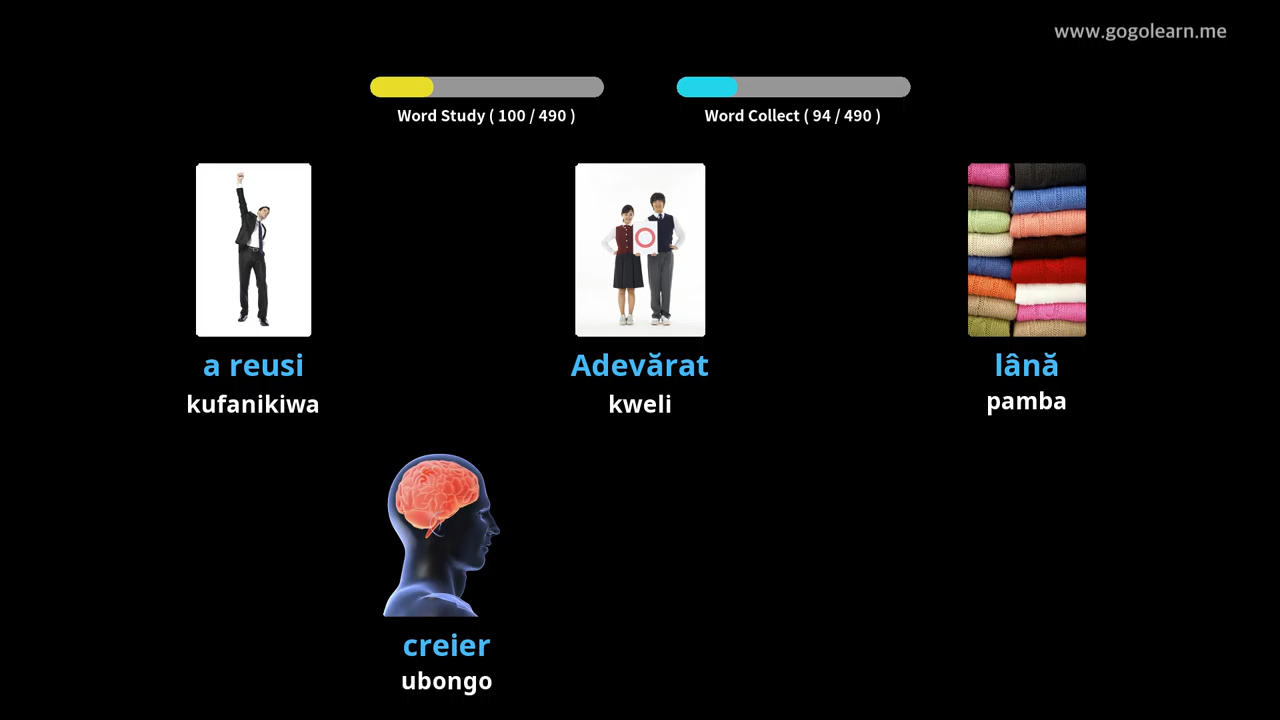 www.gogolearn.me
Word Study ( 100 / 490 )
Word Collect ( 94 / 490 )
a reusi
Adevărat
lână
kufanikiwa
kweli
pamba
creier
ubongo